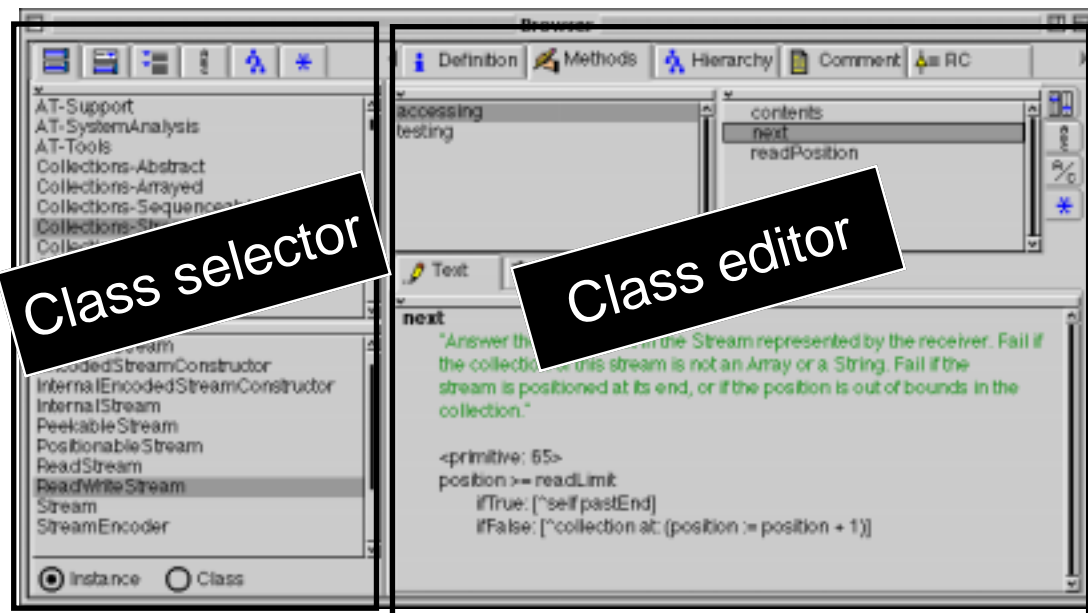 Browser
Definition Methods Hierarchy Comment RC
AT-Support
AT-SystemAnalysis
AT-Tools
Collections-Abstract
Collections-Arrayed
Class selector
EncodedStreamConstructor
InternalEncodedStreamConstructor
InternalStream
PeekableStream
PositionableStream
ReadStream
ReadWriteStream
Stream
StreamEncoder
Instance Class
accessing
testing
contents
next
readPosition
Class editor
Text
next
"Answer the in the Stream represented by the receiver. Fail if
the collection this stream is not an Array or a String. Fail if the
stream is positioned at its end, or if the position is out of bounds in the
collection."
<primitive: 65>
position >= readLimit
ifTrue: [^self pastEnd]
ifFalse: [^collection at: (position := position + 1)]